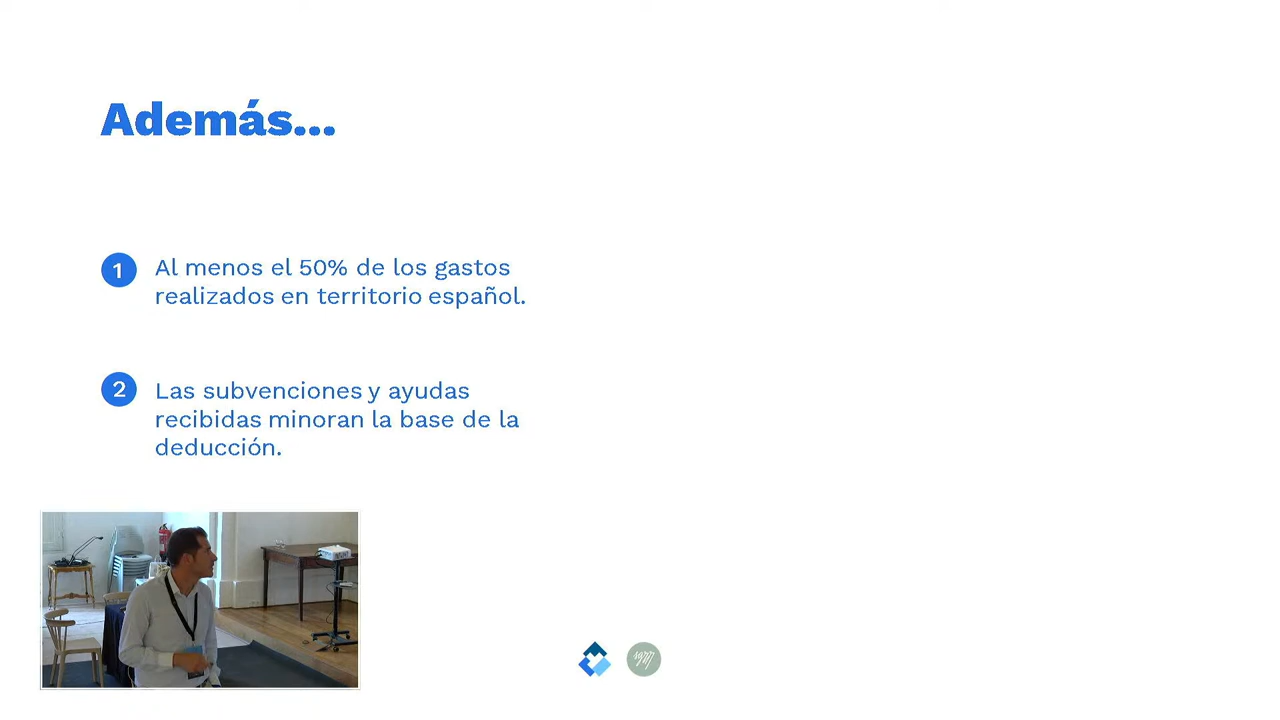 Además...
1 Al menos el 50% de los gastos
realizados en territorio español.
2 Las subvenciones y ayudas
recibidas minoran la base de la
deducción.